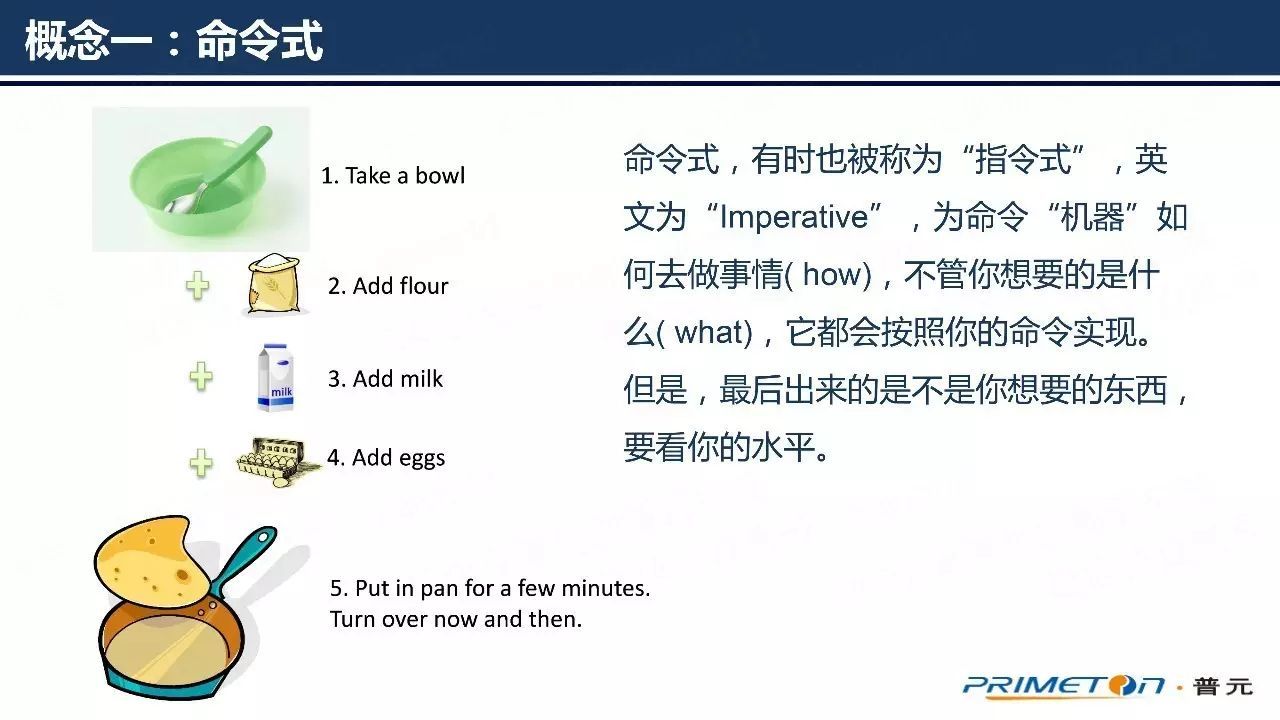 概念一：命令式
1. Take a bowl
2. Add flour
milk
3. Add milk
4. Add eggs
5. Put in pan for a few minutes.
Turn over now and then.
命令式，有时也被称为“指令式”，英
文为“Imperative”，为命令“机器”如
何去做事情( how)，不管你想要的是什
么( what)，它都会按照你的命令实现。
但是，最后出来的是不是你想要的东西，
要看你的水平。
PRIMETON·普元